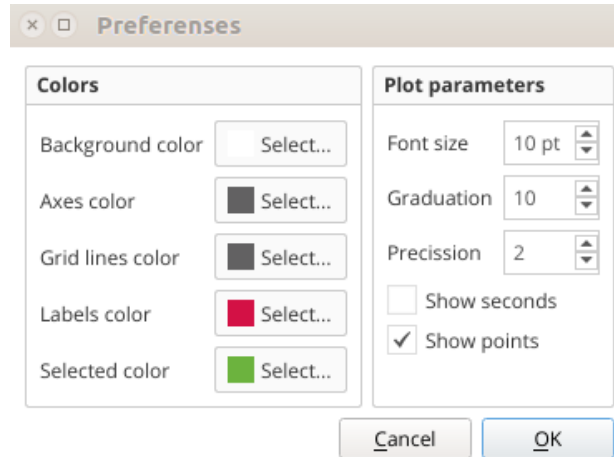 Preferenses
Colors
Background color Select...
Axes color Select...
Grid lines color Select...
Labels color Select...
Selected color Select...
Plot parameters
Font size 10 pt
Graduation 10
Precission 2
Show seconds
Show points
Cancel OK